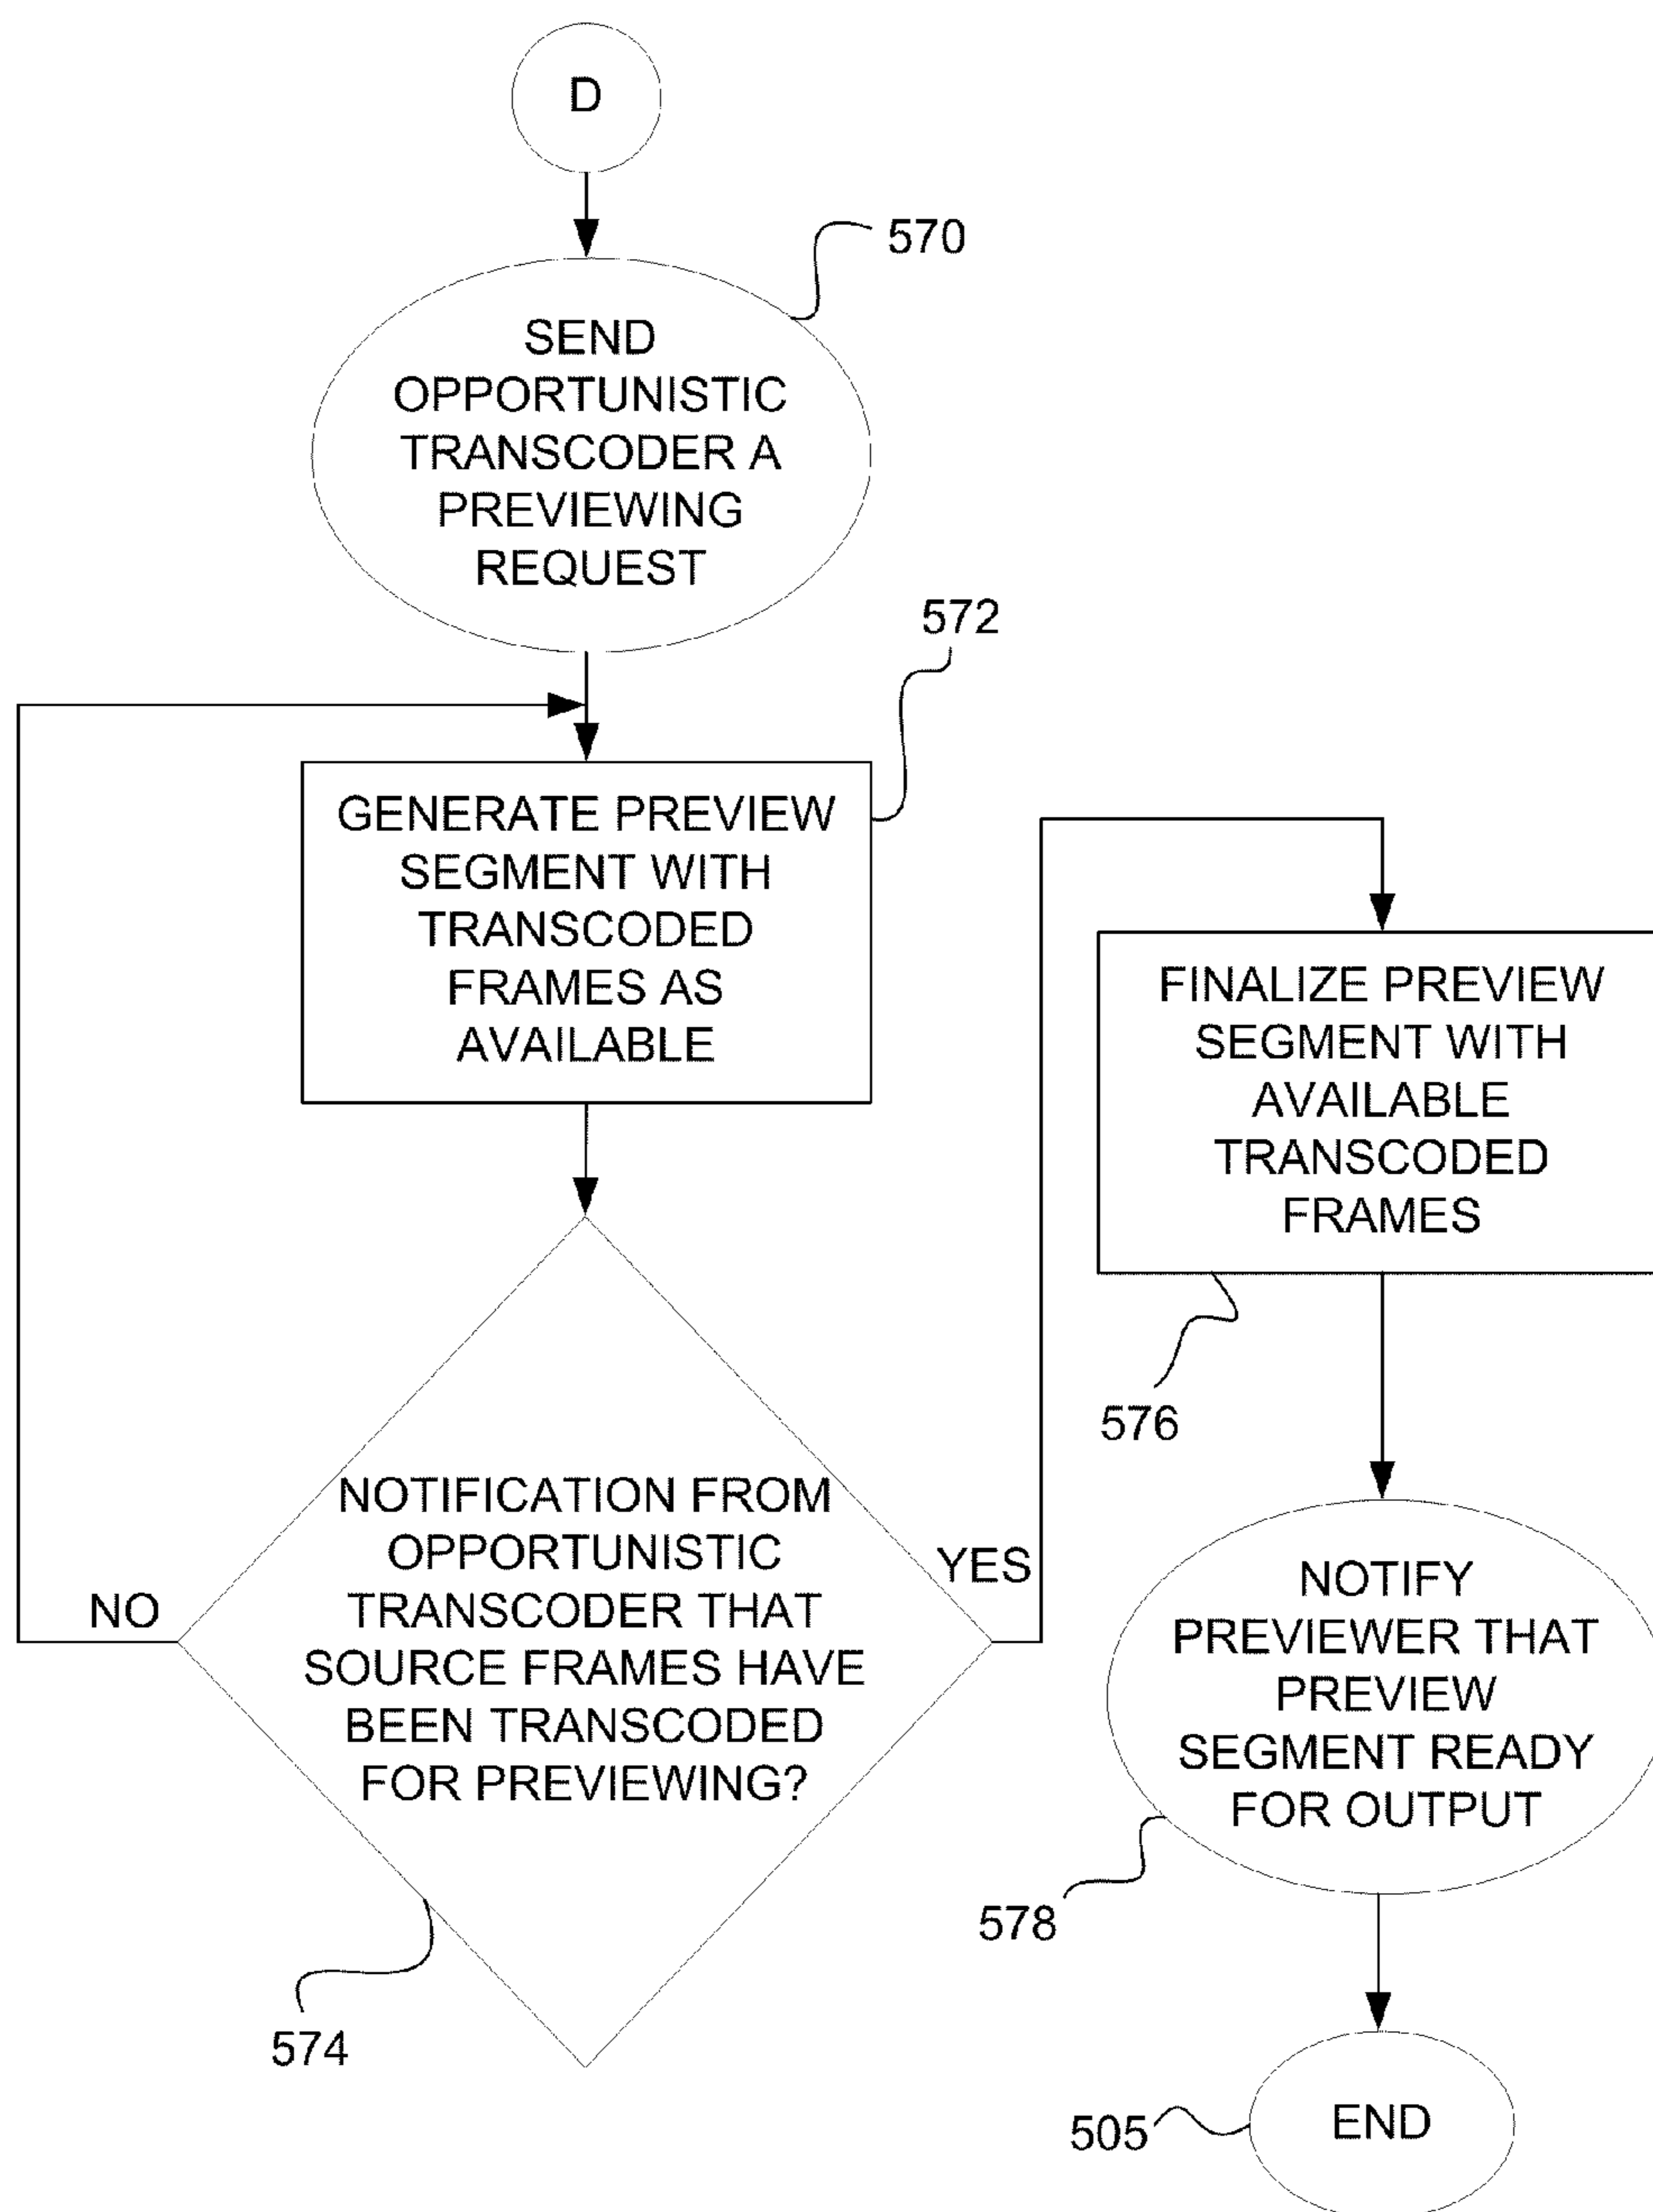 D
570
SEND
OPPORTUNISTIC
TRANSCODER A
PREVIEWING
REQUEST
572
GENERATE PREVIEW
SEGMENT WITH
TRANSCODED
FRAMES AS
AVAILABLE
NOTIFICATION FROM
OPPORTUNISTIC
TRANSCODER THAT
SOURCE FRAMES HAVE
BEEN TRANSCODED
FOR PREVIEWING?
NO
YES
574
FINALIZE PREVIEW
SEGMENT WITH
AVAILABLE
TRANSCODED
FRAMES
576
NOTIFY
PREVIEWER THAT
PREVIEW
SEGMENT READY
FOR OUTPUT
578
505
END